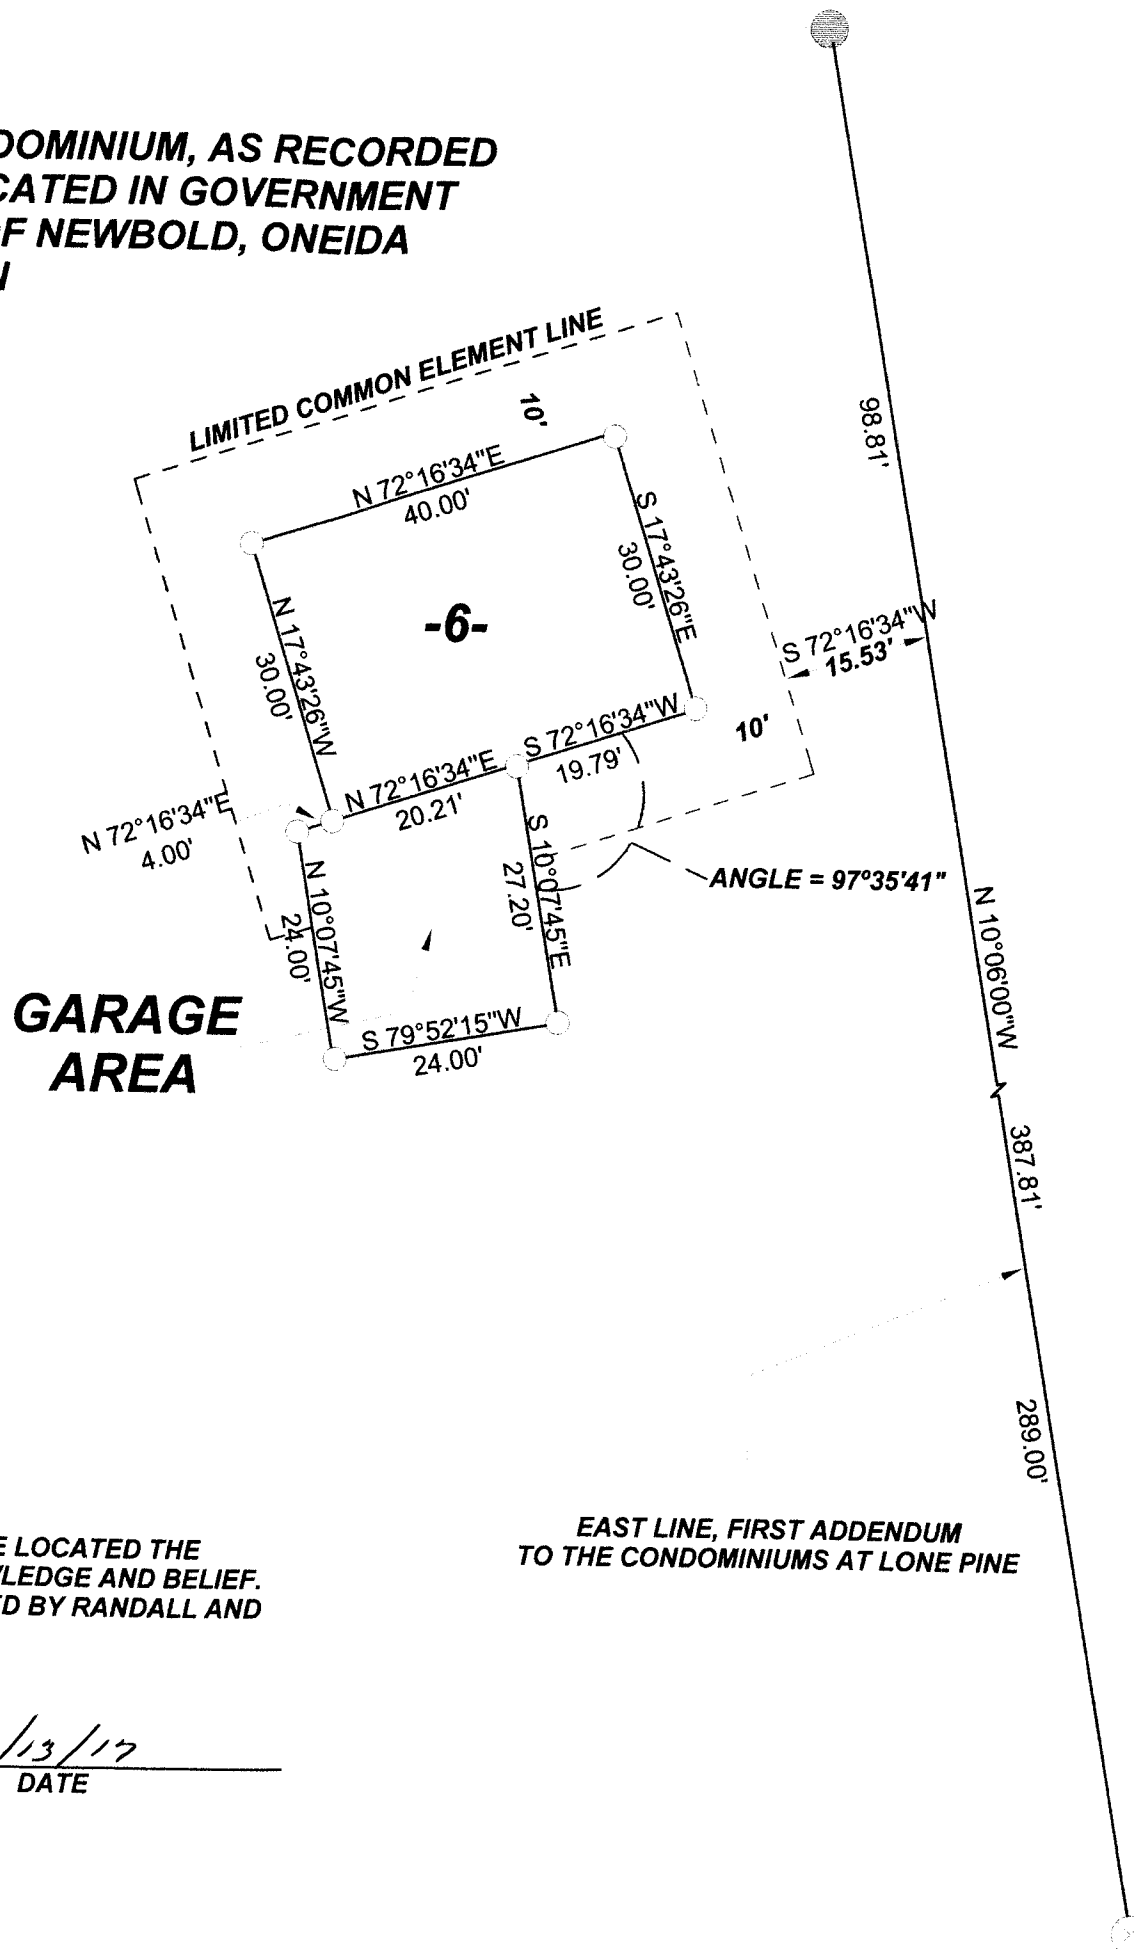 DOMINIUM, AS RECORDED
CATED IN GOVERNMENT
F NEWBOLD, ONEIDA
N
LIMITED COMMON ELEMENT LINE
10'
98.81'
N 72°16'34"E
40.00'
S 17°43'26"E
30.00'
-6-
N 17°43'26"W
30.00'
S 72°16'34"W
15.53'
S 72°16'34"W
19.79'
10'
N 72°16'34"E
20.21'
N 72°16'34"E
4.00'
S 10°07'45"E
27.20'
ANGLE = 97°35'41"
N 10°07'45"W
24.00'
N 10°06'00"W
GARAGE
AREA
S 79°52'15"W
24.00'
387.81'
289.00'
EAST LINE, FIRST ADDENDUM
TO THE CONDOMINIUMS AT LONE PINE
E LOCATED THE
LEDGE AND BELIEF.
D BY RANDALL AND
/13/17
DATE